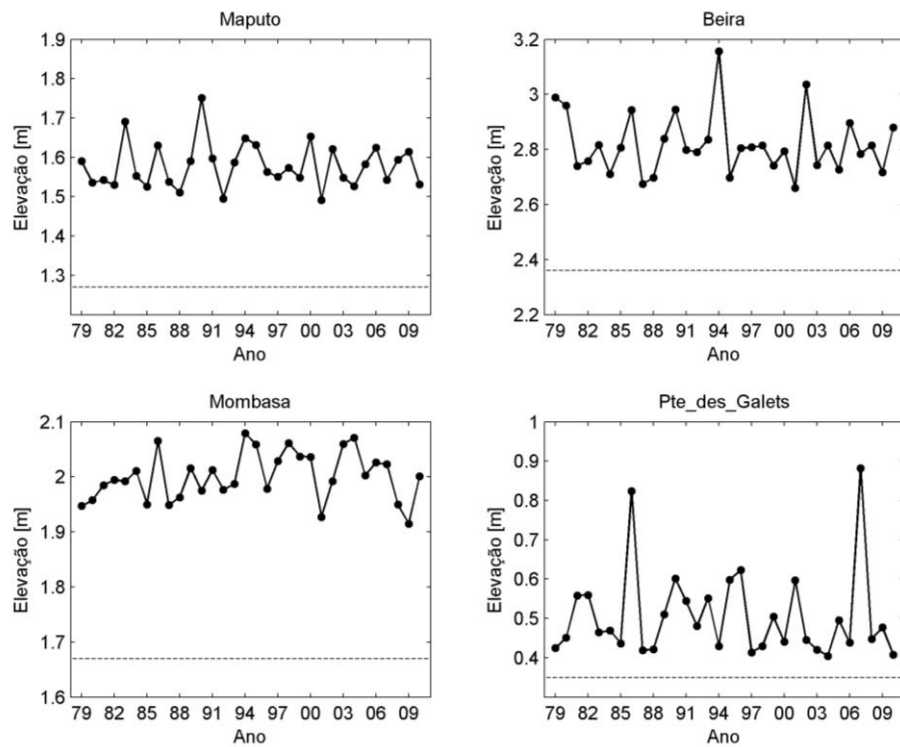 Maputo
1.9
1.8
1.7
1.6
1.5
1.4
1.3
Elevação [m]
79 82 85 88 91 94 97 00 03 06 09
Ano
Beira
3.2
3
2.8
2.6
2.4
2.2
Elevação [m]
79 82 85 88 91 94 97 00 03 06 09
Ano
Mombasa
2.1
2
1.9
1.8
1.7
1.6
Elevação [m]
79 82 85 88 91 94 97 00 03 06 09
Ano
Pte_des_Galets
1
0.9
0.8
0.7
0.6
0.5
0.4
Elevação [m]
79 82 85 88 91 94 97 00 03 06 09
Ano